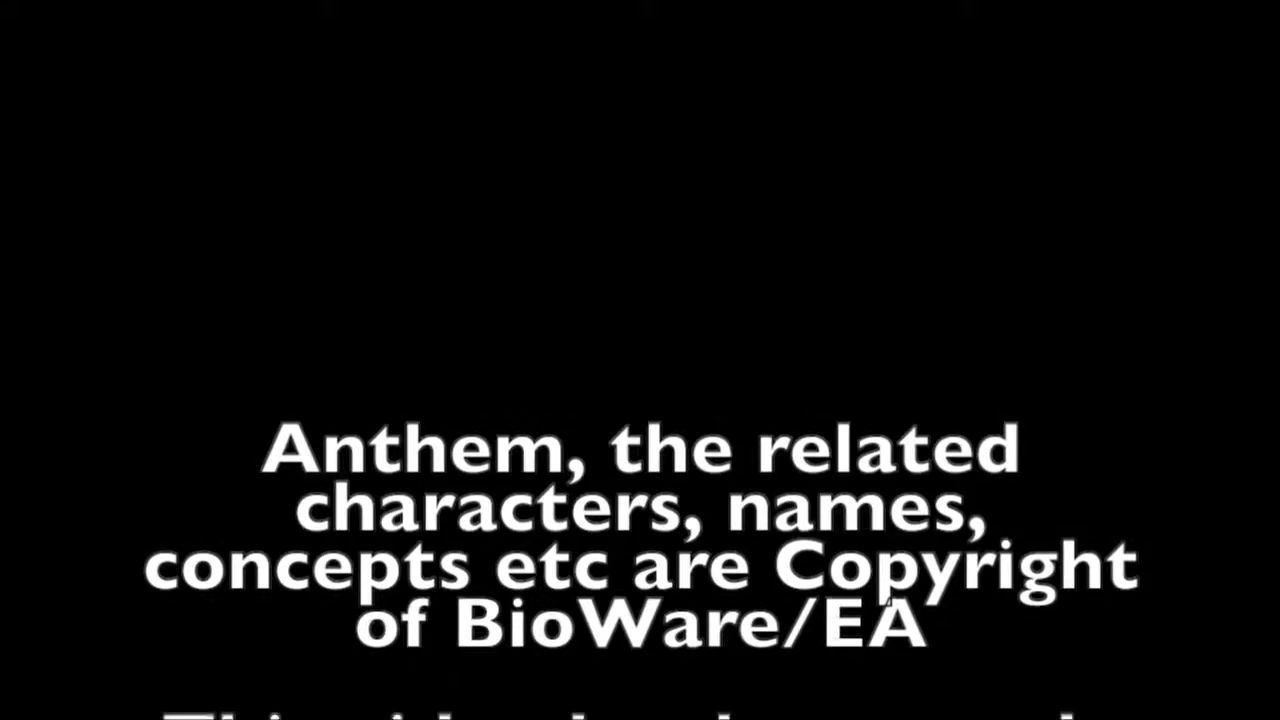 Anthem, the related
characters, names,
concepts etc are Copyright
of BioWare/EA